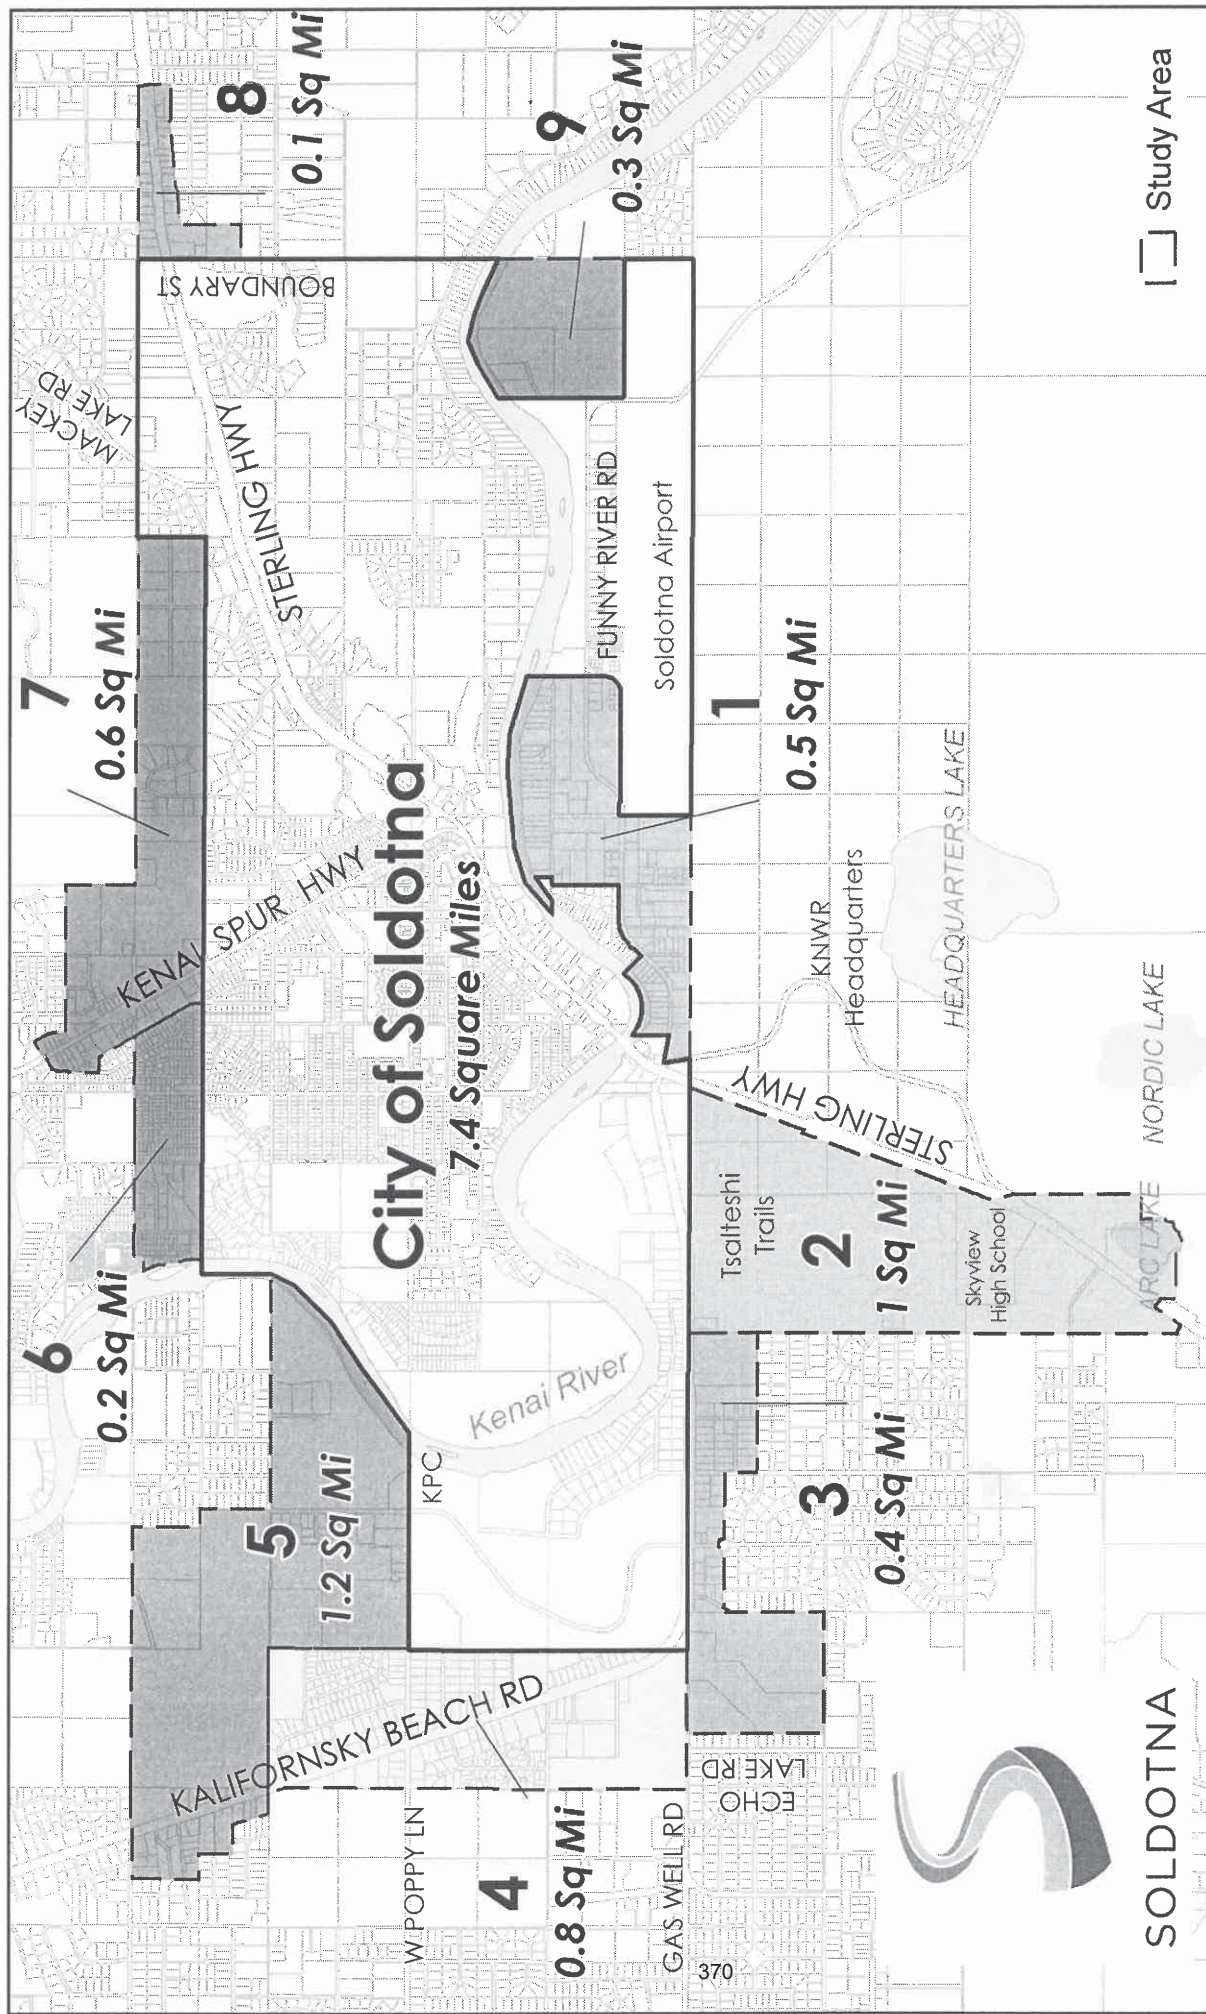 7
0.6 Sq Mi
6
0.2 Sq Mi
8
0.1 Sq Mi
MACKEY
LAKE RD
BOUNDARY ST
STERLING HWY
KENAI SPUR HWY
5
1.2 Sq Mi
KALIFORNSKY BEACH RD
City of Soldotna
7.4 Square Miles
9
0.3 Sq Mi
Kenai River
KPC
W POPPY LN
4
0.8 Sq Mi
GAS WELL RD
FUNNY RIVER RD
Soldotna Airport
1
0.5 Sq Mi
ECHO
LAKE RD
Tsalteshi
Trails
2
1 Sq Mi
STERLING HWY
Skyview
High School
3
0.4 Sq Mi
KNWR
Headquarters
HEADQUARTERS LAKE
ARC LAKE
NORDIC LAKE
SOLDOTNA
Study Area
370